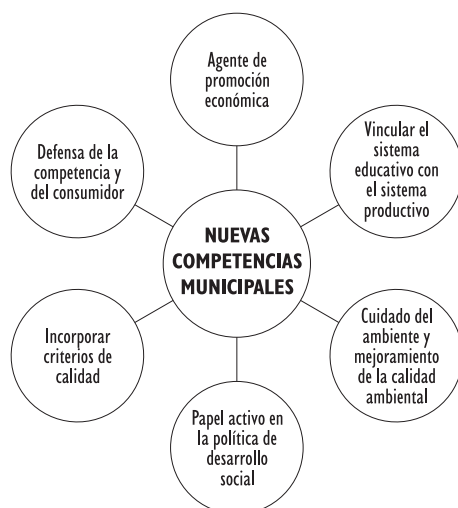 Agente de
promoción
económica
Defensa de la
competencia y
del consumidor
Vincular el
sistema
educativo con
el sistema
productivo
NUEVAS
COMPETENCIAS
MUNICIPALES
Incorporar
criterios de
calidad
Cuidado del
ambiente y
mejoramiento
de la calidad
ambiental
Papel activo en
la política de
desarrollo
social